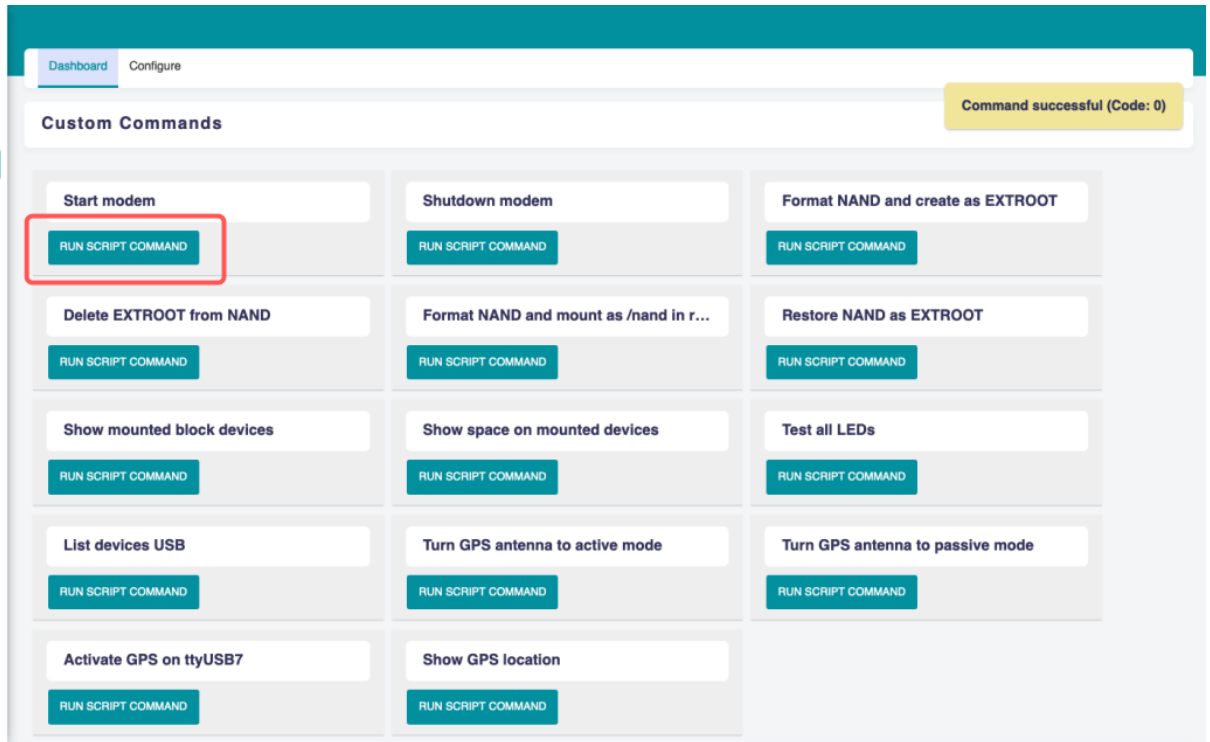 Dashboard Configure
Command successful (Code: 0)
Custom Commands
Start modem
RUN SCRIPT COMMAND
Shutdown modem
RUN SCRIPT COMMAND
Format NAND and create as EXTROOT
RUN SCRIPT COMMAND
Delete EXTROOT from NAND
RUN SCRIPT COMMAND
Format NAND and mount as /nand in r...
RUN SCRIPT COMMAND
Restore NAND as EXTROOT
RUN SCRIPT COMMAND
Show mounted block devices
RUN SCRIPT COMMAND
Show space on mounted devices
RUN SCRIPT COMMAND
Test all LEDs
RUN SCRIPT COMMAND
List devices USB
RUN SCRIPT COMMAND
Turn GPS antenna to active mode
RUN SCRIPT COMMAND
Turn GPS antenna to passive mode
RUN SCRIPT COMMAND
Activate GPS on ttyUSB7
RUN SCRIPT COMMAND
Show GPS location
RUN SCRIPT COMMAND